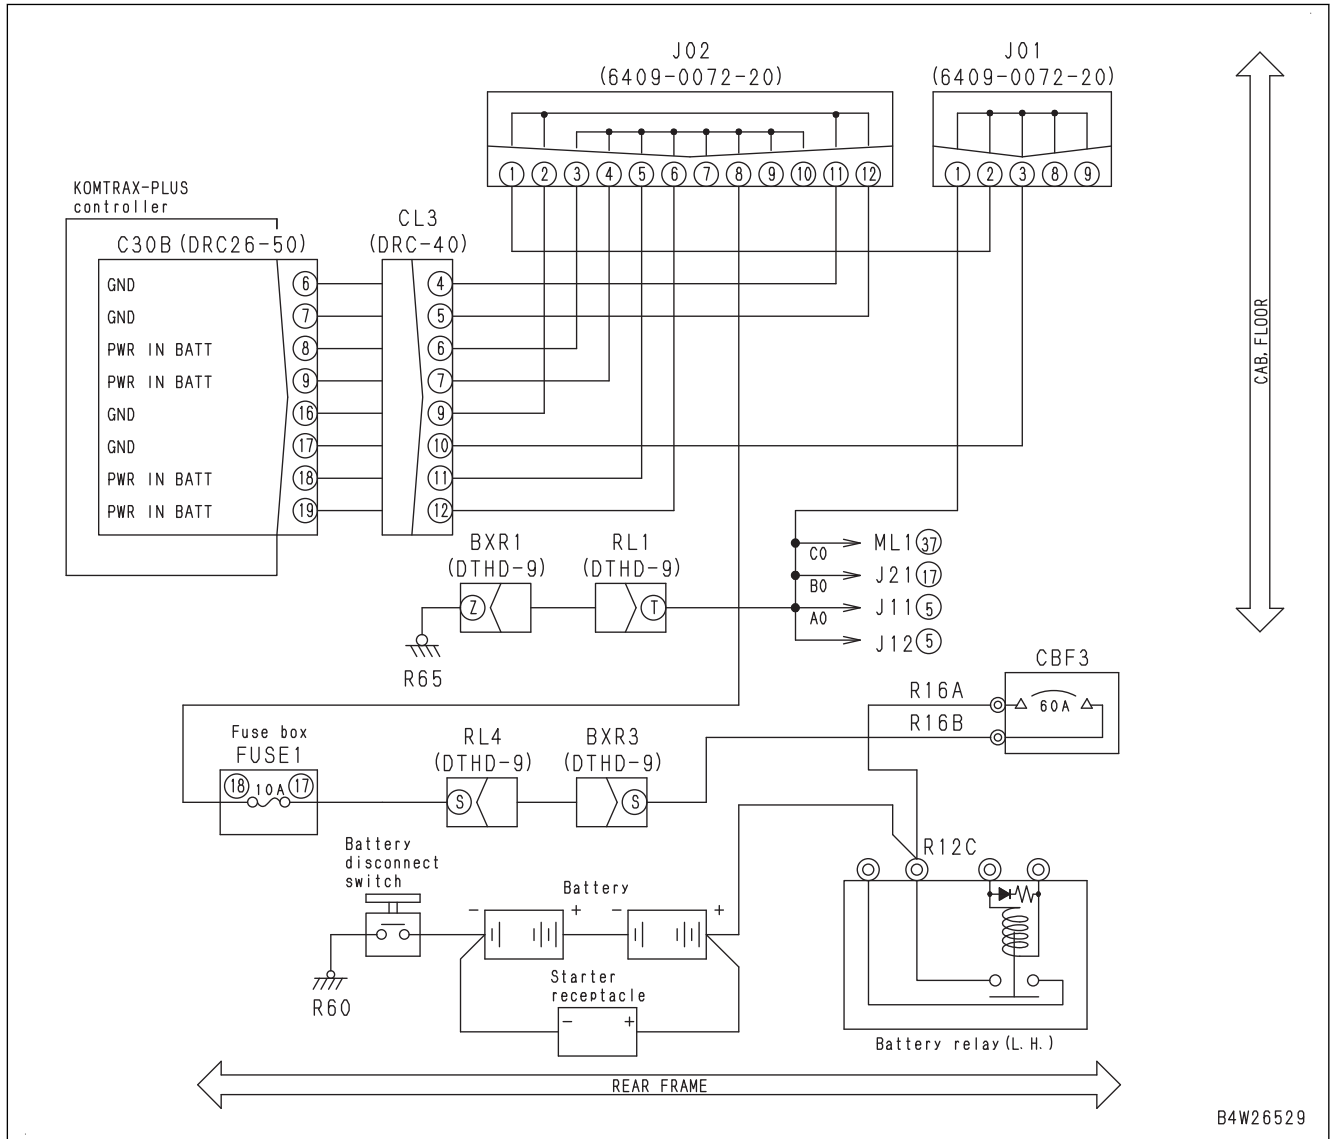 J02
(6409-0072-20)
J01
(6409-0072-20)
1 2 3 4 5 6 7 8 9 10 11 12
1 2 3 8 9
KOMTRAX-PLUS
controller
C30B (DRC26-50)
CL3
(DRC-40)
GND 6 4
GND 7 5
PWR IN BATT 8 6
PWR IN BATT 9 7
GND 16 9
GND 17 10
PWR IN BATT 18 11
PWR IN BATT 19 12
CAB, FLOOR
BXR1
(DTHD-9)
RL1
(DTHD-9)
Z
T
R65
C0 ML1 37
B0 J21 17
A0 J11 5
J12 5
CBF3
R16A
60A
R16B
Fuse box
FUSE1
18 10A 17
RL4
(DTHD-9)
BXR3
(DTHD-9)
S
S
Battery
disconnect
switch
R60
Battery
- + - +
Starter
receptacle
- +
R12C
Battery relay (L. H.)
REAR FRAME
B4W26529